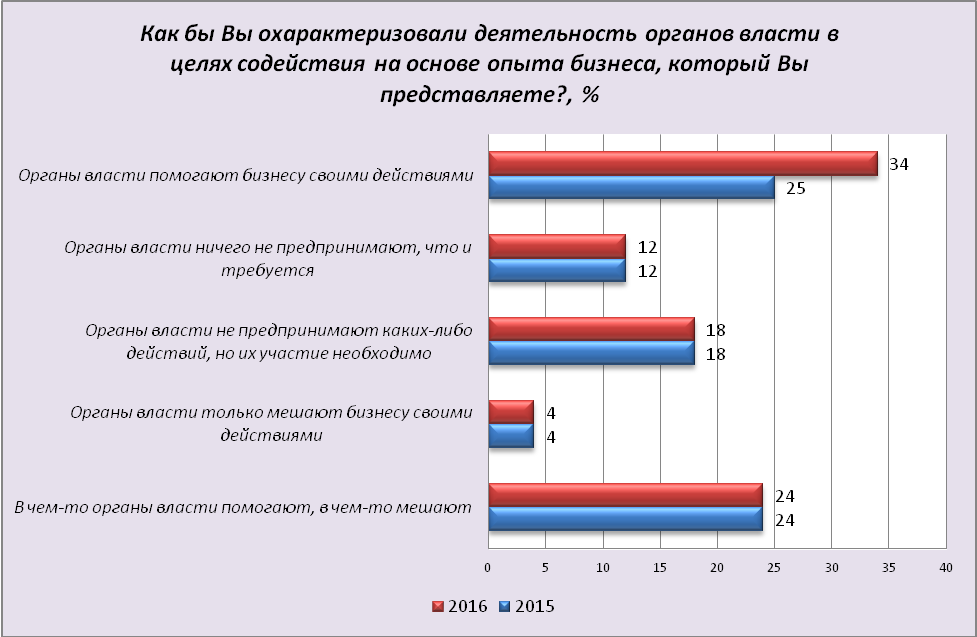 Как бы Вы охарактеризовали деятельность органов власти в
целях содействия на основе опыта бизнеса, который Вы
представляете?, %
Органы власти помогают бизнесу своими действиями
34
25
Органы власти ничего не предпринимают, что и
требуется
12
12
Органы власти не предпринимают каких-либо
действий, но их участие необходимо
18
18
Органы власти только мешают бизнесу своими
действиями
4
4
В чем-то органы власти помогают, в чем-то мешают
24
24
0 5 10 15 20 25 30 35 40
2016 2015